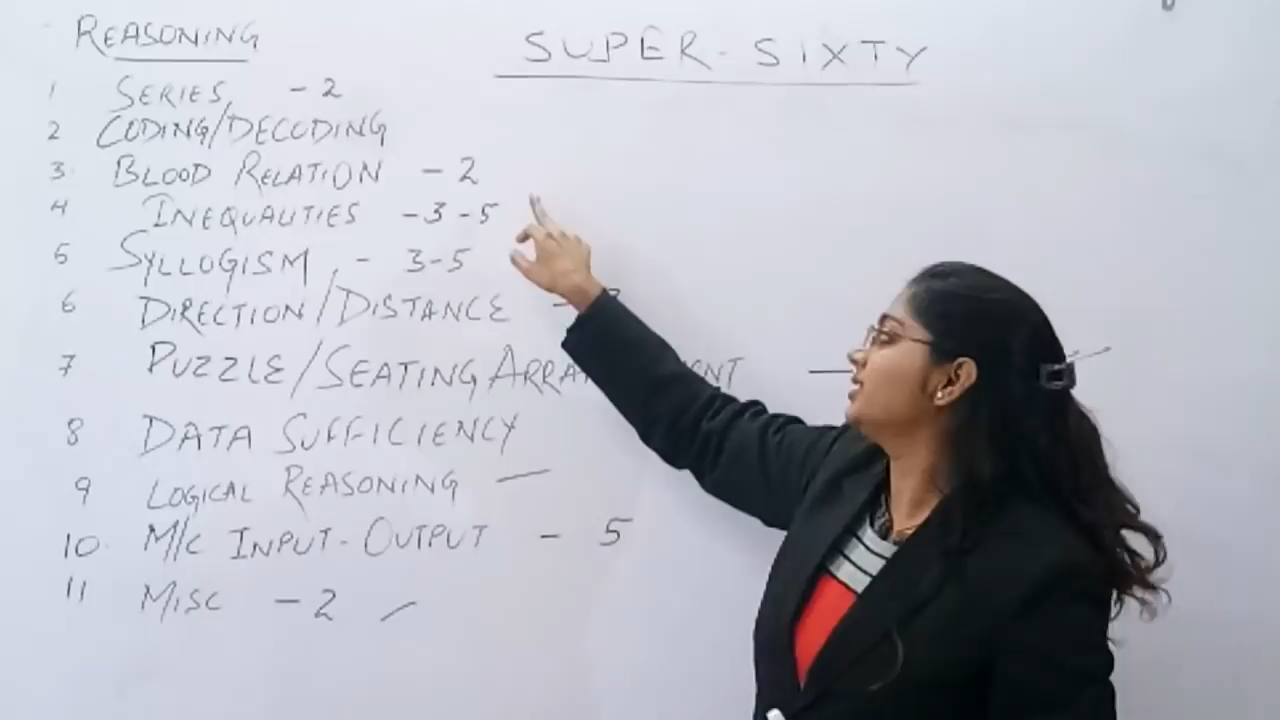 REASONING
SUPER-SIXTY
1 SERIES, -2
2 CODING/DECODING
3. BLOOD RELATION -2
4 INEQUALITIES -3-5
5 SYLLOGISM, - 3-5
6 DIRECTION/DISTANCE -
7 PUZZLE/SEATING —
8 DATA SUFFICIENCY
9 LOGICAL REASONING —
10. M/C INPUT-OUTPUT - 5
11 MISC -2